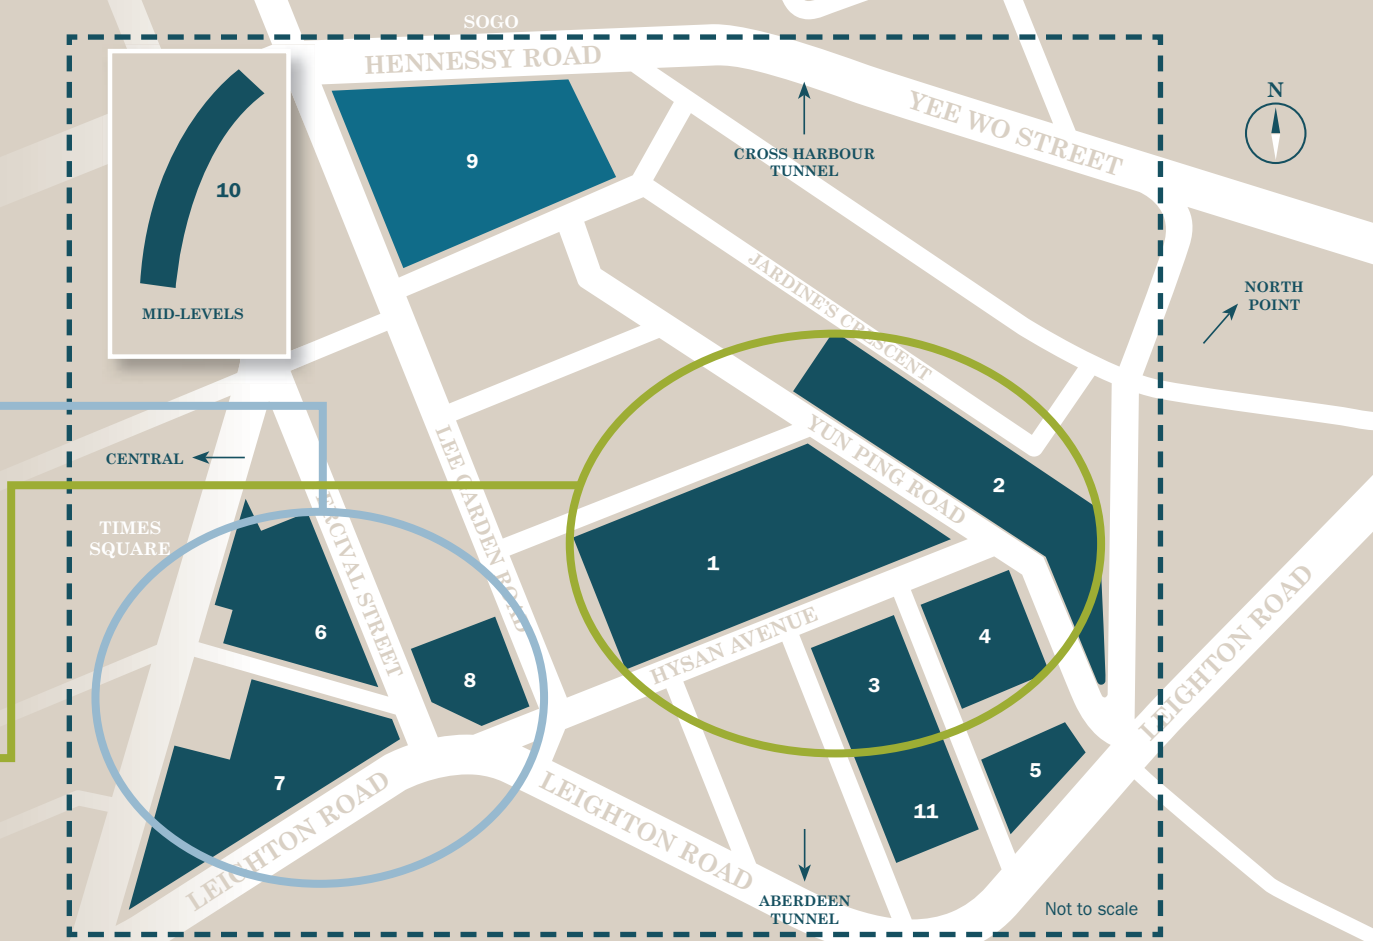 SOGO
HENNESSY ROAD
YEE WO STREET
N
CROSS HARBOUR
TUNNEL
9
10
MID-LEVELS
JARDINE'S CRESCENT
NORTH
POINT
CENTRAL
LEE GARDEN ROAD
YUN PING ROAD
2
TIMES
SQUARE
ERCIVAL STREET
1
6
8
HYSAN AVENUE
4
3
LEIGHTON ROAD
7
LEIGHTON ROAD
LEIGHTON ROAD
5
11
ABERDEEN
TUNNEL
Not to scale